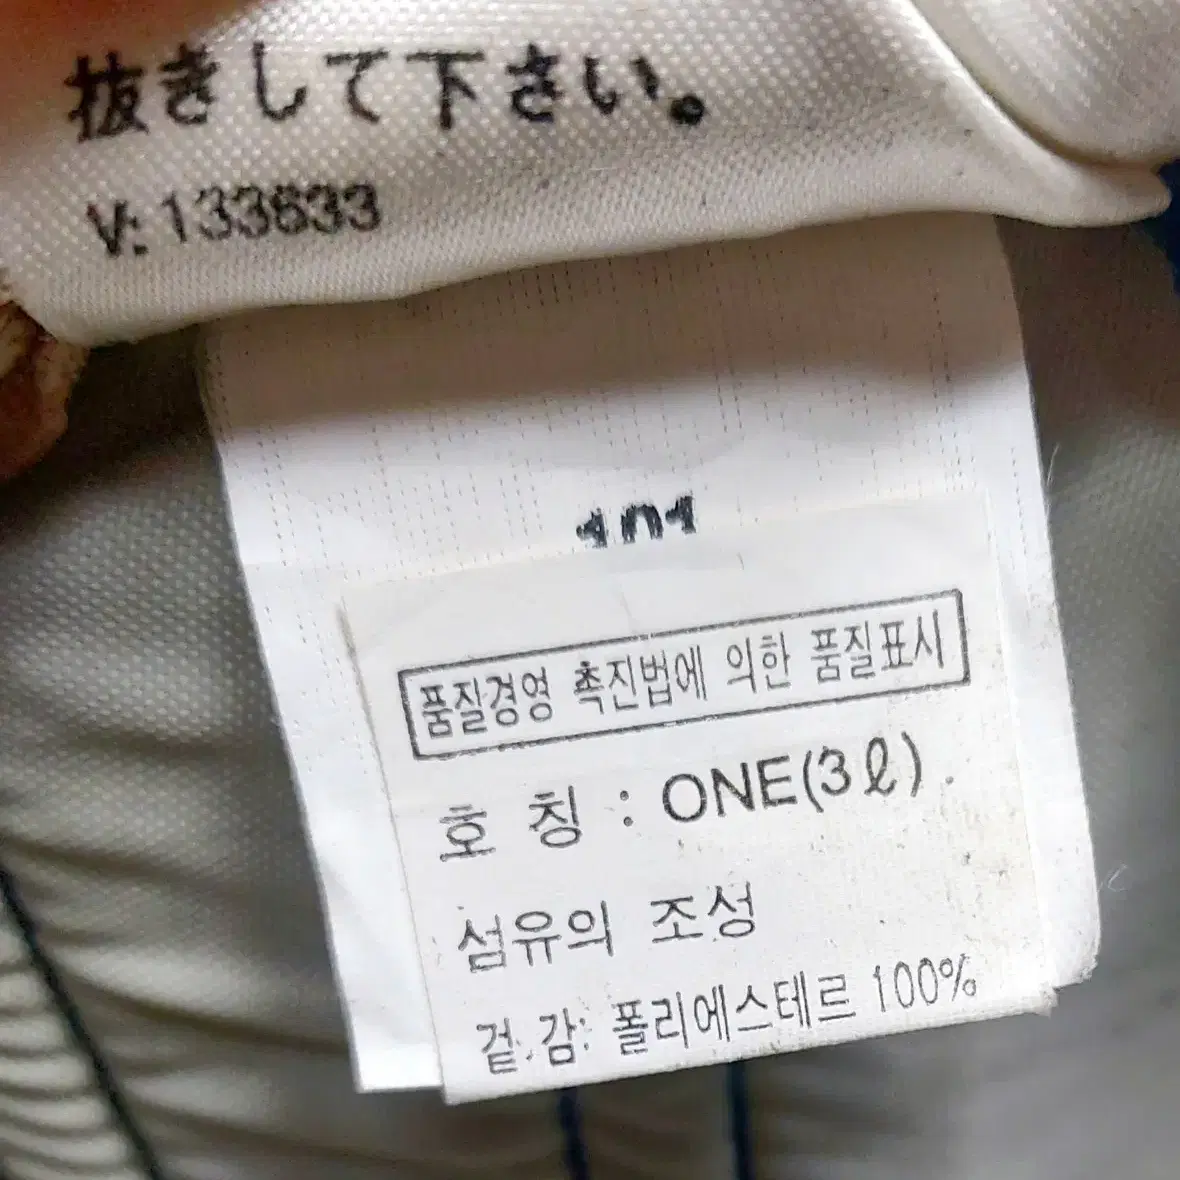 抜きして下さい。
V: 133633
101
품질경영 촉진법에 의한 품질표시
호 칭 : ONE(3ℓ)
섬유의 조성
겉.감: 폴리에스테르 100%